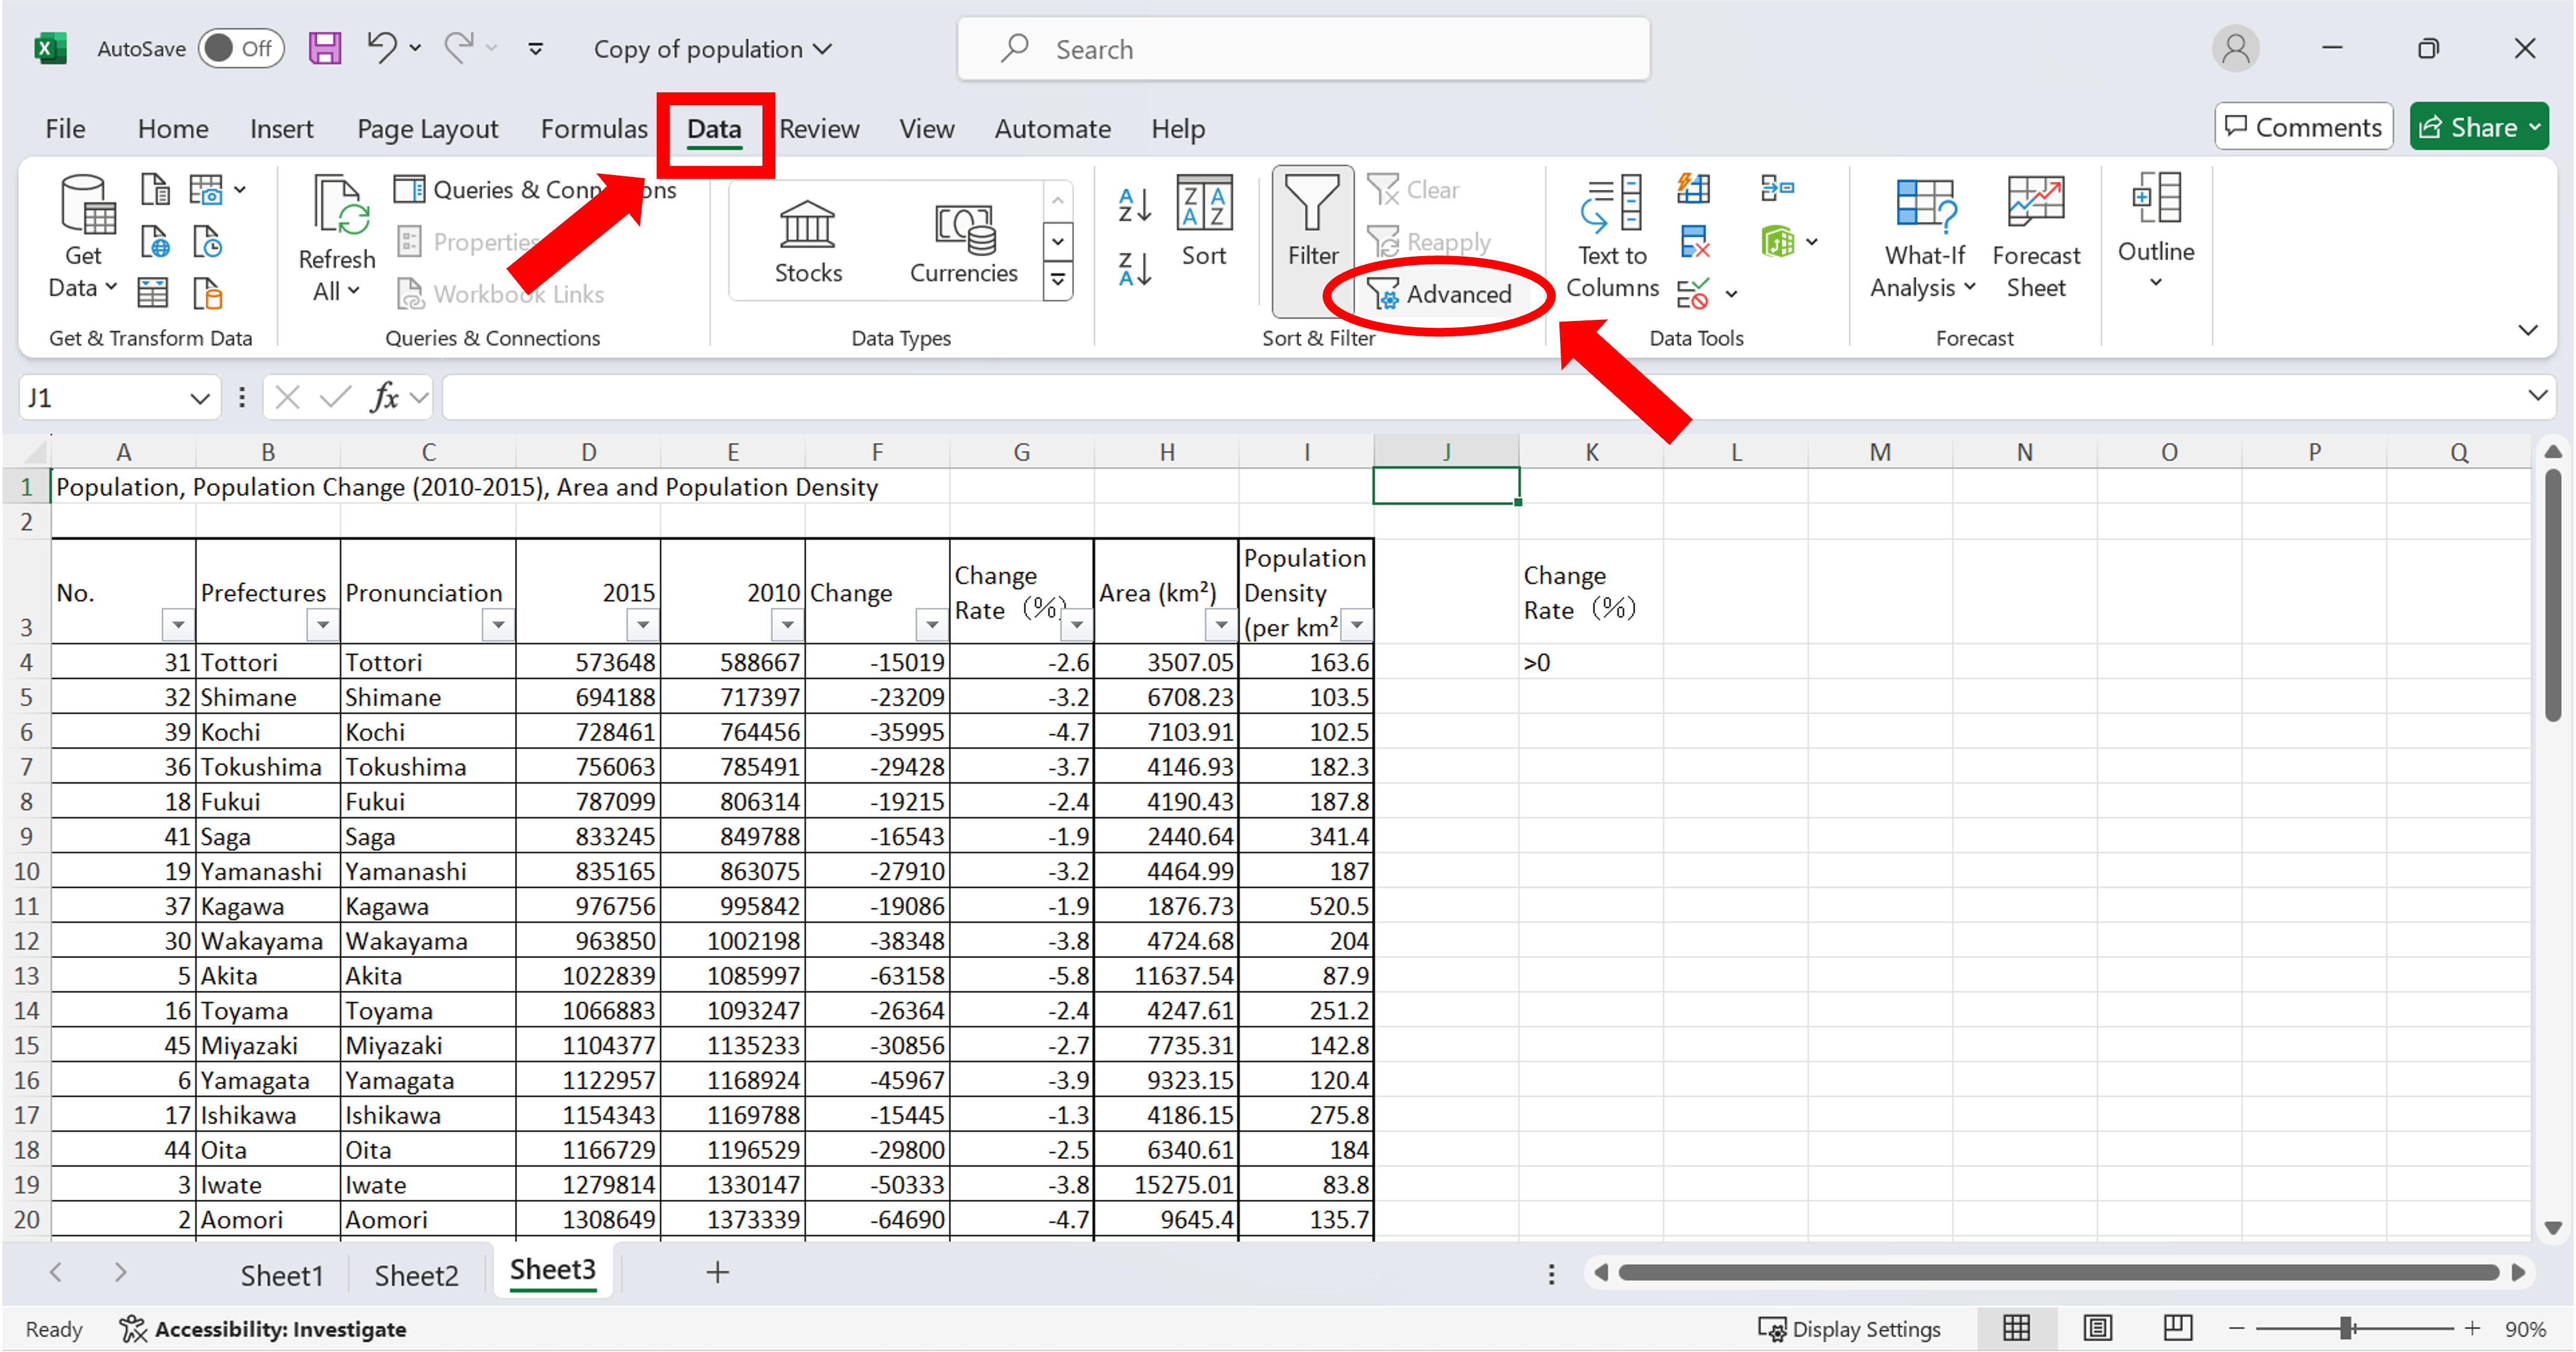 AutoSave Off Copy of population Search
File Home Insert Page Layout Formulas Data Review View Automate Help Comments Share
Get Data
Get & Transform Data
Refresh All
Queries & Connections
Properties
Workbook Links
Queries & Connections
Stocks Currencies
Data Types
Sort
Filter
Clear
Reapply
Advanced
Sort & Filter
Text to Columns
Data Tools
What-If Analysis
Forecast Sheet
Forecast
Outline
J1 fx
A B C D E F G H I J K L M N O P Q
1 Population, Population Change (2010-2015), Area and Population Density
2
3 No. Prefectures Pronunciation 2015 2010 Change Change Rate (%) Area (km²) Population Density (per km² Change Rate (%)
4 31 Tottori Tottori 573648 588667 -15019 -2.6 3507.05 163.6 >0
5 32 Shimane Shimane 694188 717397 -23209 -3.2 6708.23 103.5
6 39 Kochi Kochi 728461 764456 -35995 -4.7 7103.91 102.5
7 36 Tokushima Tokushima 756063 785491 -29428 -3.7 4146.93 182.3
8 18 Fukui Fukui 787099 806314 -19215 -2.4 4190.43 187.8
9 41 Saga Saga 833245 849788 -16543 -1.9 2440.64 341.4
10 19 Yamanashi Yamanashi 835165 863075 -27910 -3.2 4464.99 187
11 37 Kagawa Kagawa 976756 995842 -19086 -1.9 1876.73 520.5
12 30 Wakayama Wakayama 963850 1002198 -38348 -3.8 4724.68 204
13 5 Akita Akita 1022839 1085997 -63158 -5.8 11637.54 87.9
14 16 Toyama Toyama 1066883 1093247 -26364 -2.4 4247.61 251.2
15 45 Miyazaki Miyazaki 1104377 1135233 -30856 -2.7 7735.31 142.8
16 6 Yamagata Yamagata 1122957 1168924 -45967 -3.9 9323.15 120.4
17 17 Ishikawa Ishikawa 1154343 1169788 -15445 -1.3 4186.15 275.8
18 44 Oita Oita 1166729 1196529 -29800 -2.5 6340.61 184
19 3 Iwate Iwate 1279814 1330147 -50333 -3.8 15275.01 83.8
20 2 Aomori Aomori 1308649 1373339 -64690 -4.7 9645.4 135.7
Sheet1 Sheet2 Sheet3
Ready Accessibility: Investigate Display Settings 90%